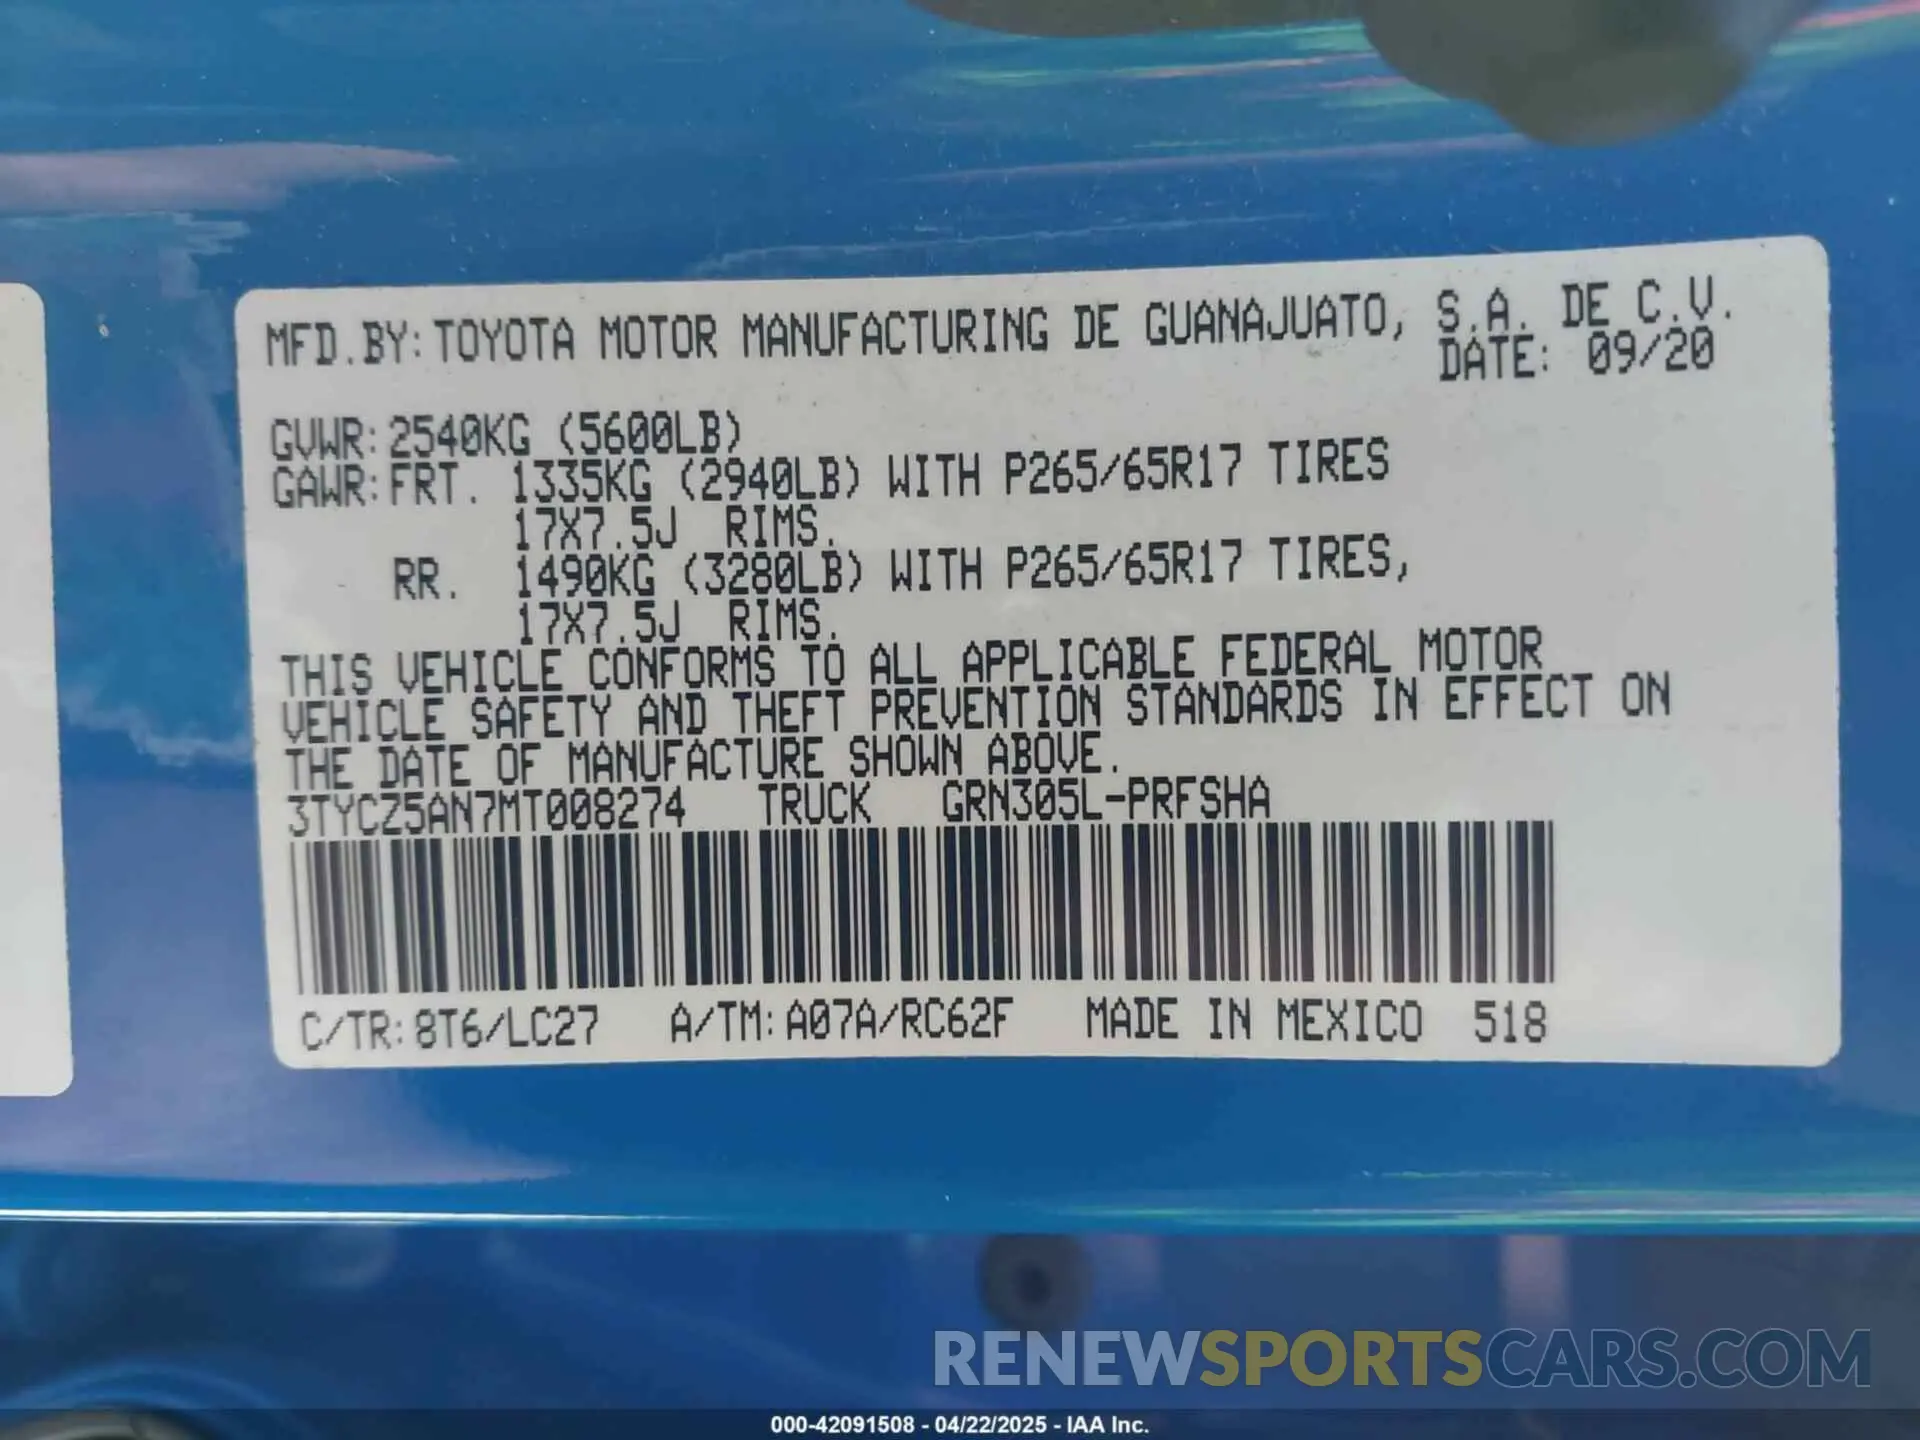 MFD.BY:TOYOTA MOTOR MANUFACTURING DE GUANAJUATO, S.A. DE C.V.
DATE: 09/20
GVWR:2540KG (5600LB)
GAWR:FRT. 1335KG (2940LB) WITH P265/65R17 TIRES
17X7.5J RIMS.
RR. 1490KG (3280LB) WITH P265/65R17 TIRES,
17X7.5J RIMS.
THIS VEHICLE CONFORMS TO ALL APPLICABLE FEDERAL MOTOR
VEHICLE SAFETY AND THEFT PREVENTION STANDARDS IN EFFECT ON
THE DATE OF MANUFACTURE SHOWN ABOVE.
3TYCZ5AN7MT008274 TRUCK GRN305L-PRFSHA
C/TR:8T6/LC27 A/TM:A07A/RC62F MADE IN MEXICO 518
RENEWSPORTSCARS.COM
000-42091508 - 04/22/2025 - IAA Inc.